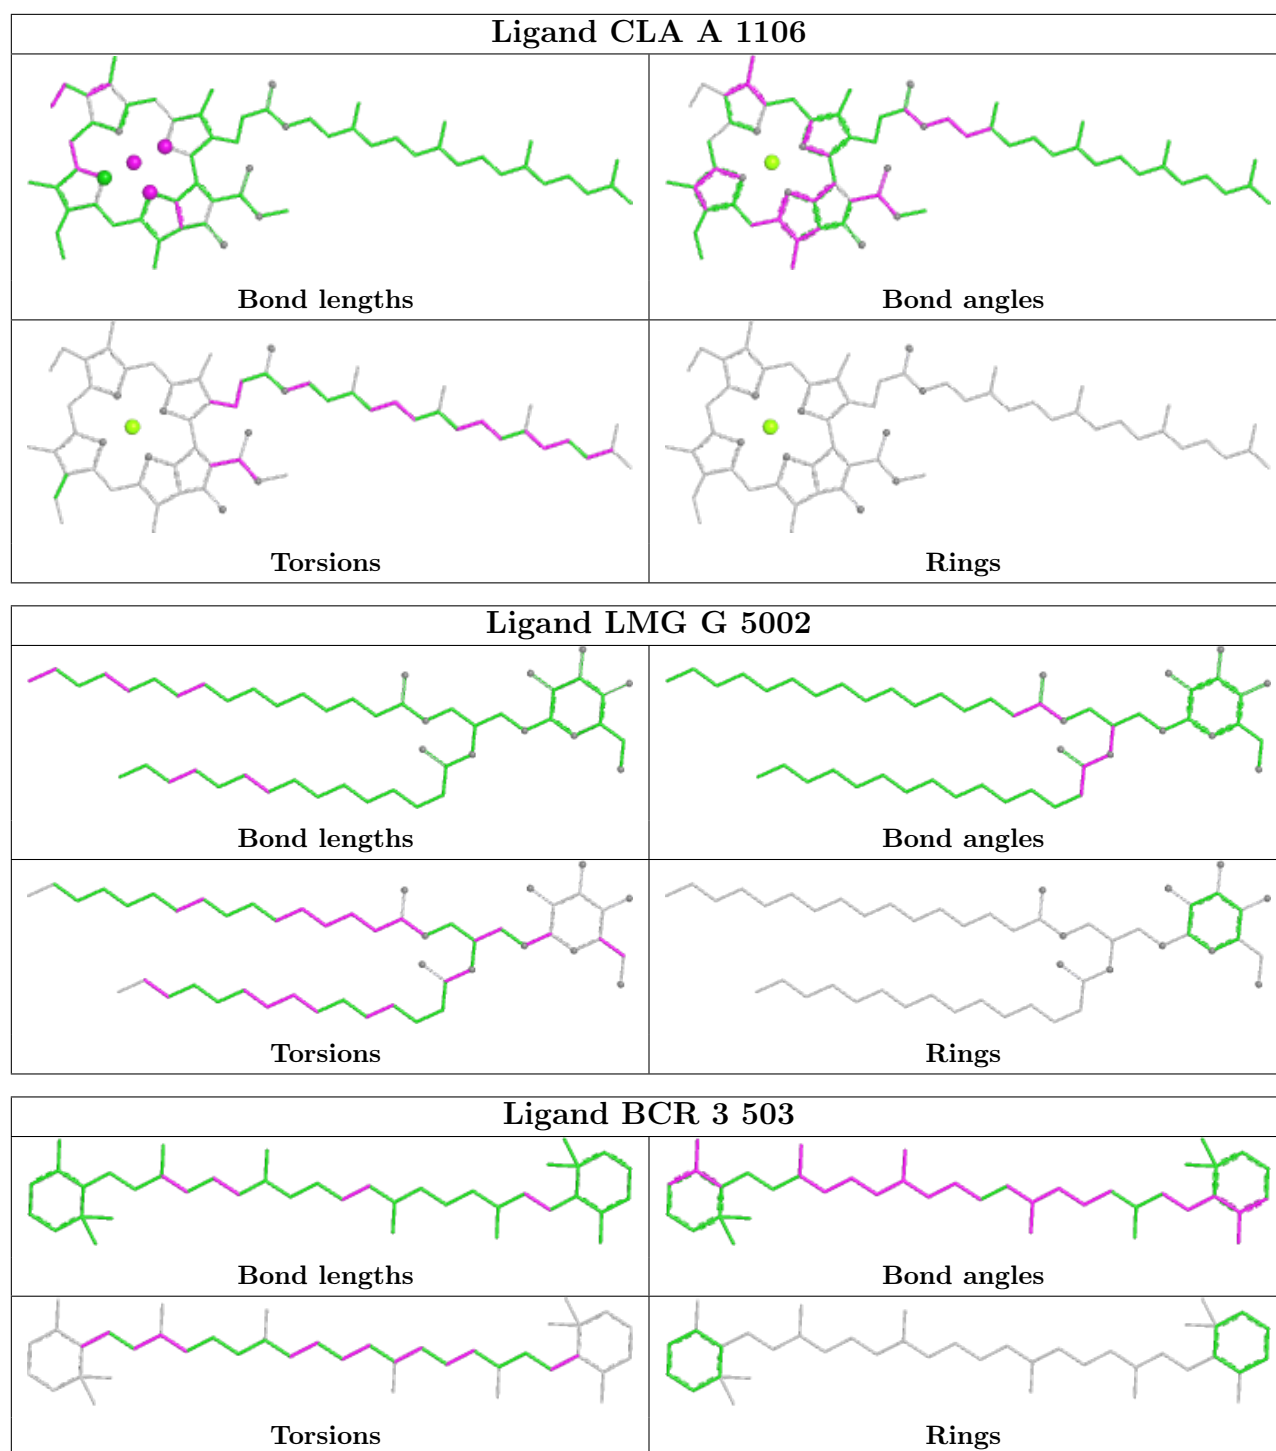 Ligand CLA A 1106
Bond lengths
Bond angles
Torsions
Rings
Ligand LMG G 5002
Bond lengths
Bond angles
Torsions
Rings
Ligand BCR 3 503
Bond lengths
Bond angles
Torsions
Rings